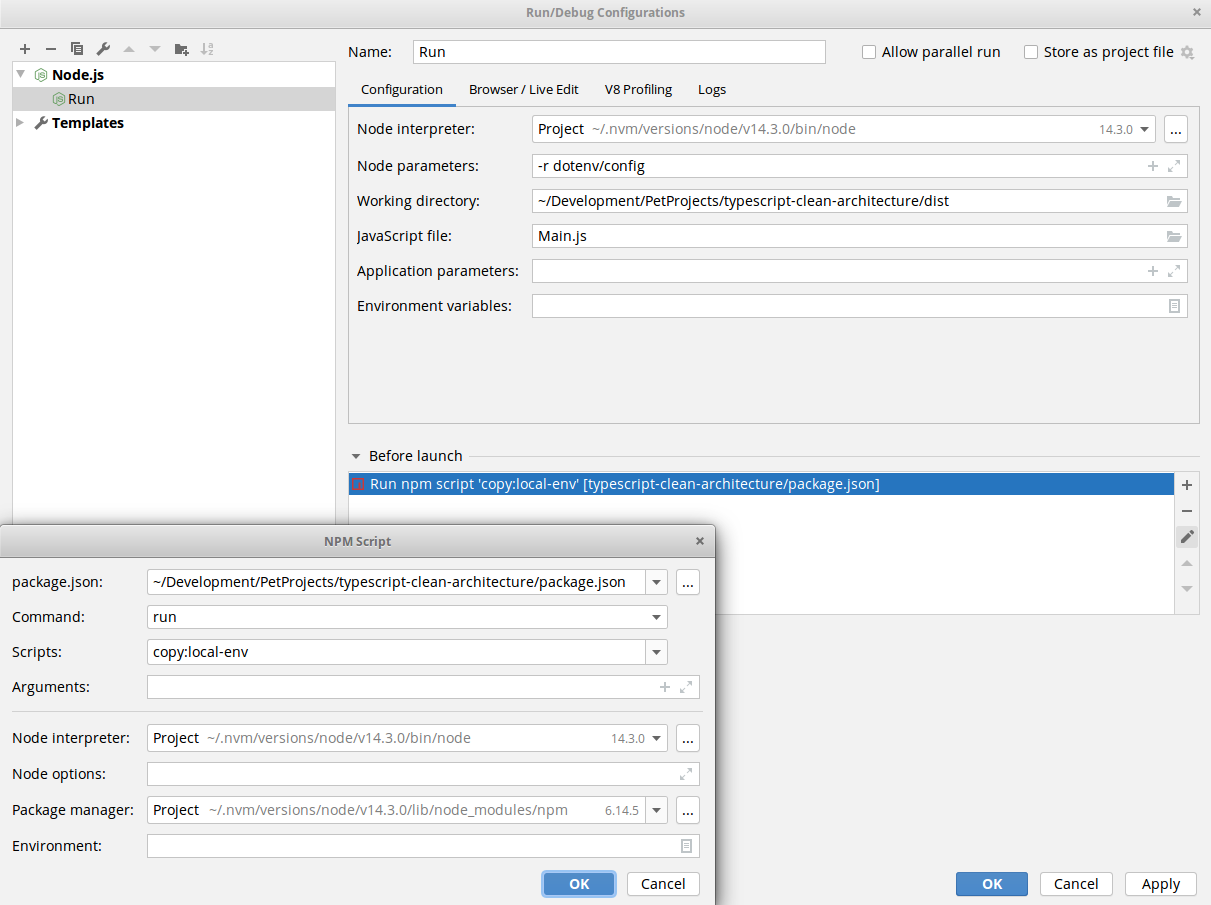 Run/Debug Configurations
Name: Run Allow parallel run Store as project file
Node.js
Run
Templates
Configuration Browser / Live Edit V8 Profiling Logs
Node interpreter: Project ~/.nvm/versions/node/v14.3.0/bin/node 14.3.0 ...
Node parameters: -r dotenv/config
Working directory: ~/Development/PetProjects/typescript-clean-architecture/dist
JavaScript file: Main.js
Application parameters:
Environment variables:
Before launch
Run npm script 'copy:local-env' [typescript-clean-architecture/package.json]
NPM Script
package.json: ~/Development/PetProjects/typescript-clean-architecture/package.json ...
Command: run
Scripts: copy:local-env
Arguments:
Node interpreter: Project ~/.nvm/versions/node/v14.3.0/bin/node 14.3.0 ...
Node options:
Package manager: Project ~/.nvm/versions/node/v14.3.0/lib/node_modules/npm 6.14.5 ...
Environment:
OK Cancel
OK Cancel Apply